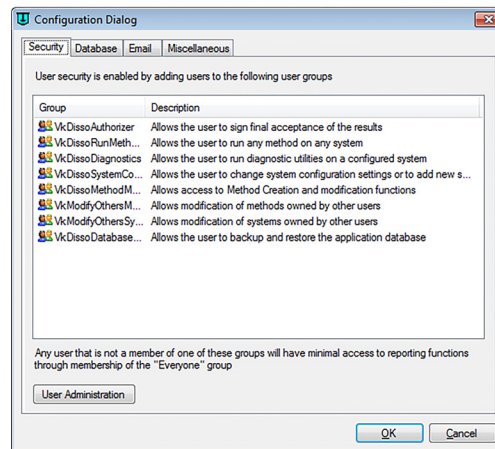 Configuration Dialog
Security Database Email Miscellaneous
User security is enabled by adding users to the following user groups
Group Description
VkDissoAuthorizer Allows the user to sign final acceptance of the results
VkDissoRunMeth... Allows the user to run any method on any system
VkDissoDiagnostics Allows the user to run diagnostic utilities on a configured system
VkDissoSystemCo... Allows the user to change system configuration settings or to add new s...
VkDissoMethodM... Allows access to Method Creation and modification functions
VkModifyOthersM... Allows modification of methods owned by other users
VkModifyOthersSy... Allows modification of systems owned by other users
VkDissoDatabase... Allows the user to backup and restore the application database
Any user that is not a member of one of these groups will have minimal access to reporting functions
through membership of the "Everyone" group
User Administration
OK Cancel